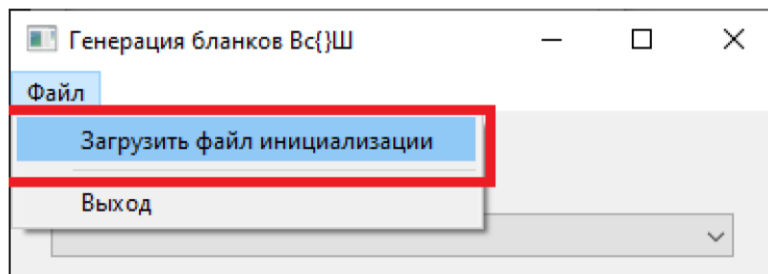 Генерация бланков Вс{}Ш
Файл
Загрузить файл инициализации
Выход